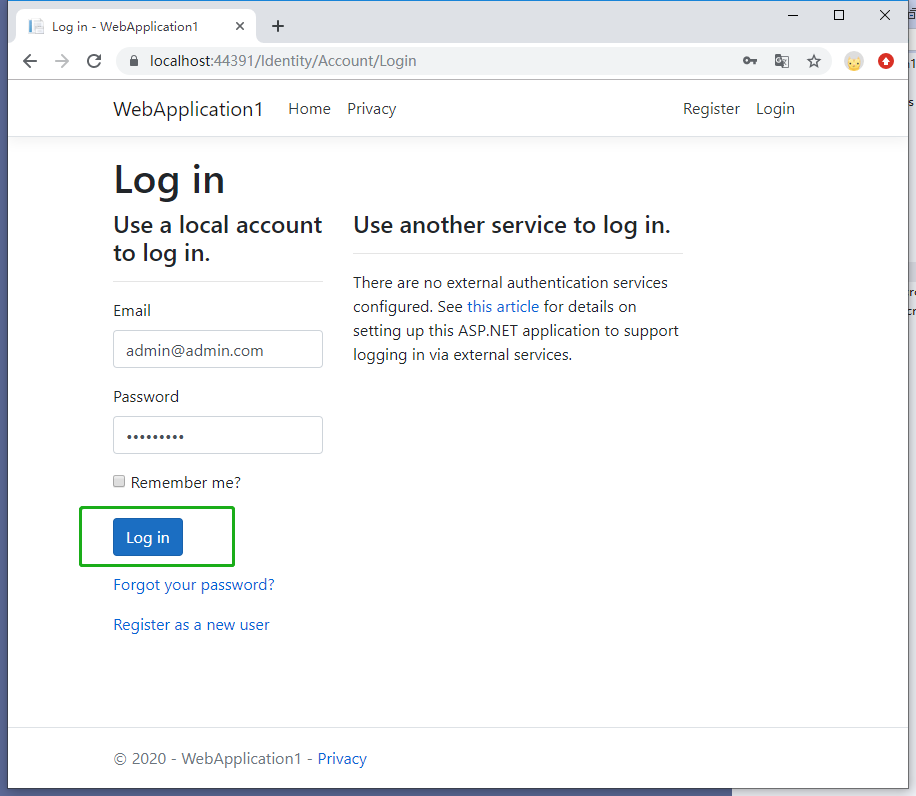 Log in - WebApplication1
localhost:44391/Identity/Account/Login
WebApplication1 Home Privacy Register Login
Log in
Use a local account
to log in.
Use another service to log in.
There are no external authentication services
configured. See this article for details on
setting up this ASP.NET application to support
logging in via external services.
Email
admin@admin.com
Password
•••••••••
Remember me?
Log in
Forgot your password?
Register as a new user
© 2020 - WebApplication1 - Privacy